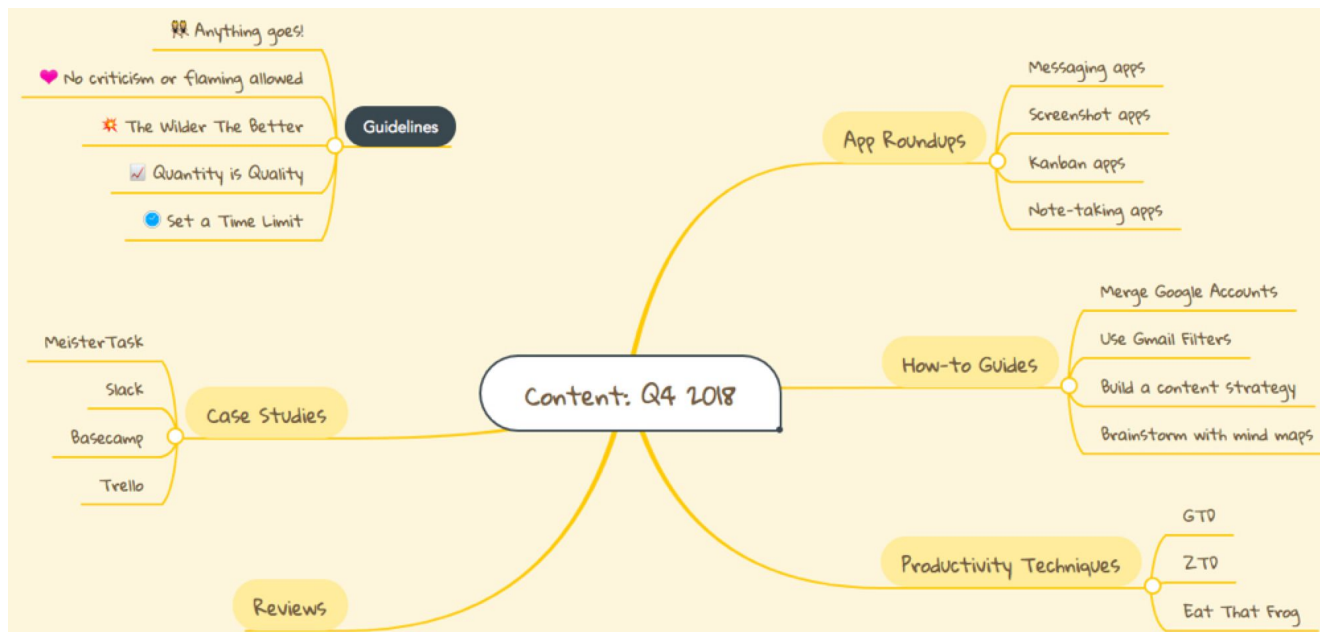 Anything goes!
No criticism or flaming allowed
The Wilder The Better
Quantity is Quality
Set a Time Limit
Guidelines
App Roundups
Messaging apps
Screenshot apps
Kanban apps
Note-taking apps
Content: Q4 2018
How-to Guides
Merge Google Accounts
Use Gmail Filters
Build a content strategy
Brainstorm with mind maps
Case Studies
MeisterTask
Slack
Basecamp
Trello
Productivity Techniques
GTD
ZTD
Eat That Frog
Reviews